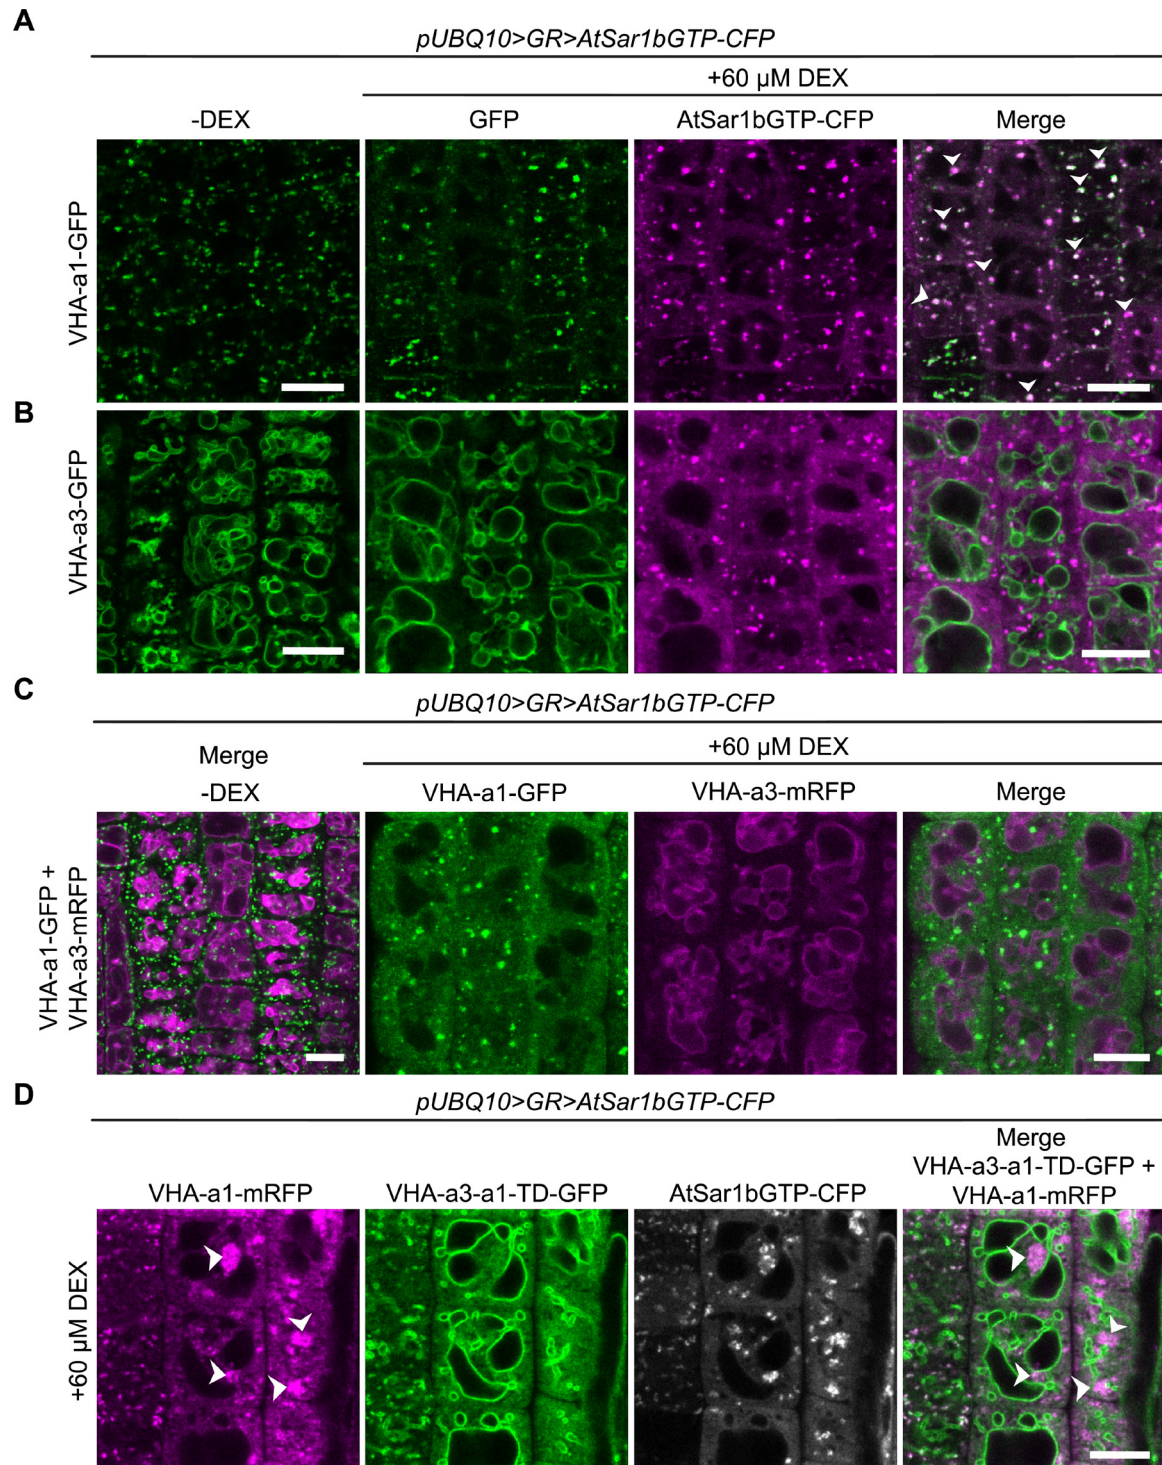 A
pUBQ10>GR>AtSar1bGTP-CFP
+60 µM DEX
-DEX GFP AtSar1bGTP-CFP Merge
VHA-a1-GFP
B
VHA-a3-GFP
C
pUBQ10>GR>AtSar1bGTP-CFP
Merge
+60 µM DEX
-DEX VHA-a1-GFP VHA-a3-mRFP Merge
VHA-a1-GFP +
VHA-a3-mRFP
D
pUBQ10>GR>AtSar1bGTP-CFP
Merge
VHA-a3-a1-TD-GFP +
VHA-a1-mRFP VHA-a3-a1-TD-GFP AtSar1bGTP-CFP VHA-a1-mRFP
+60 µM DEX